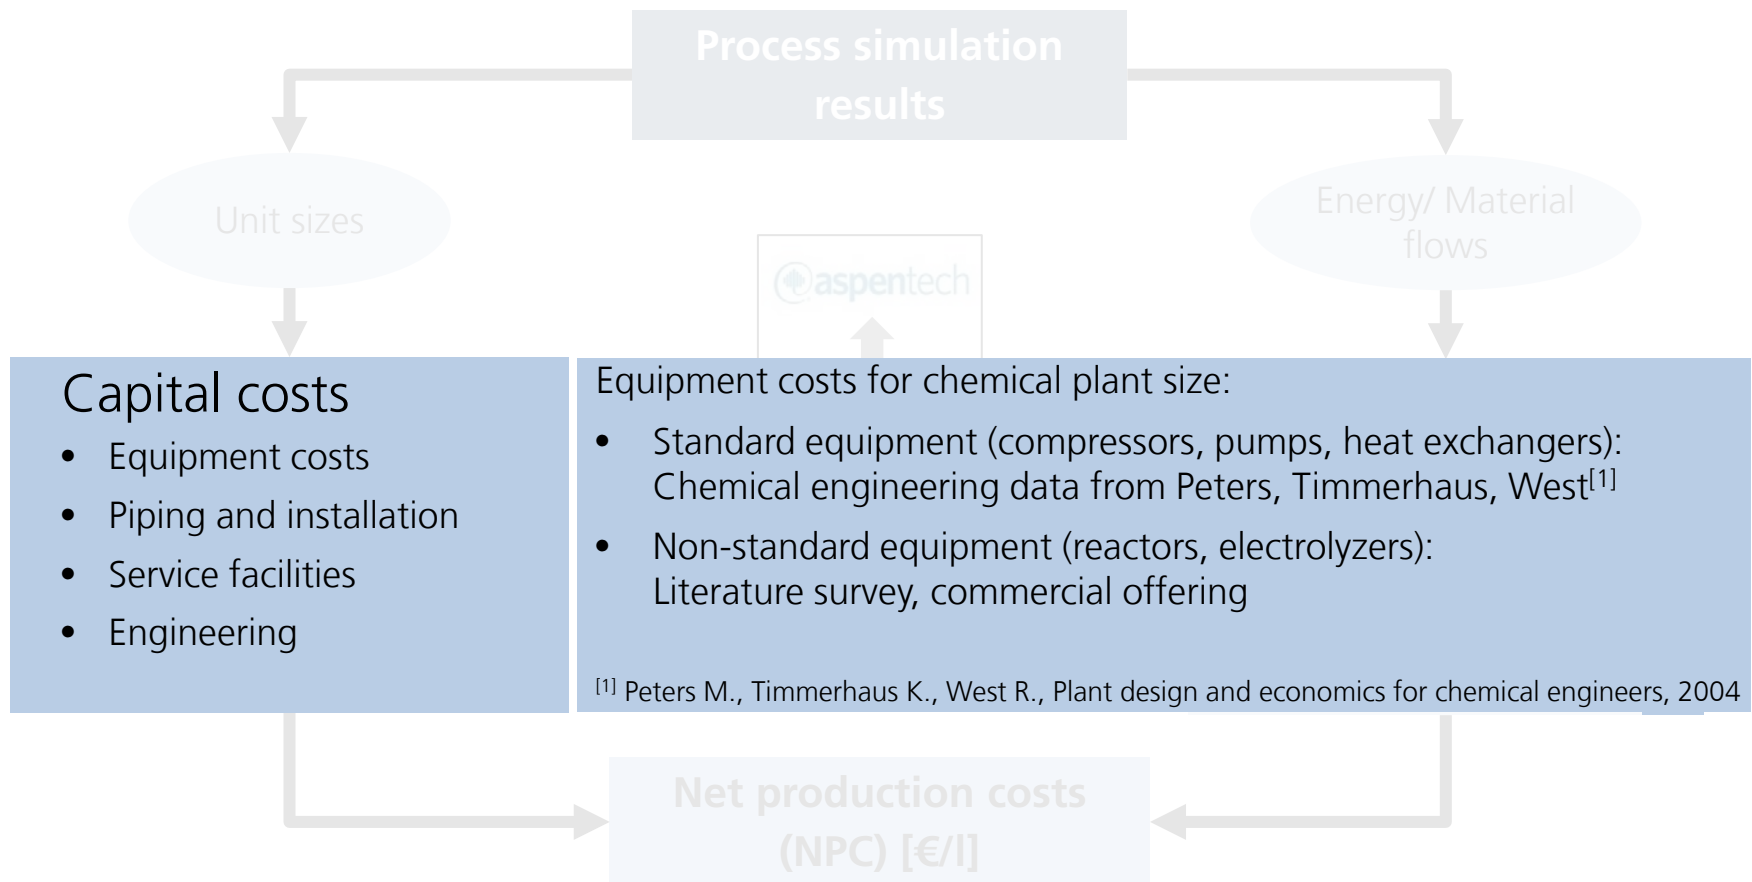 Process simulation
results
Unit sizes
Energy/ Material
flows
aspentech
Capital costs
• Equipment costs
• Piping and installation
• Service facilities
• Engineering
Equipment costs for chemical plant size:
• Standard equipment (compressors, pumps, heat exchangers):
Chemical engineering data from Peters, Timmerhaus, West[1]
• Non-standard equipment (reactors, electrolyzers):
Literature survey, commercial offering
[1] Peters M., Timmerhaus K., West R., Plant design and economics for chemical engineers, 2004
Net production costs
(NPC) [€/l]